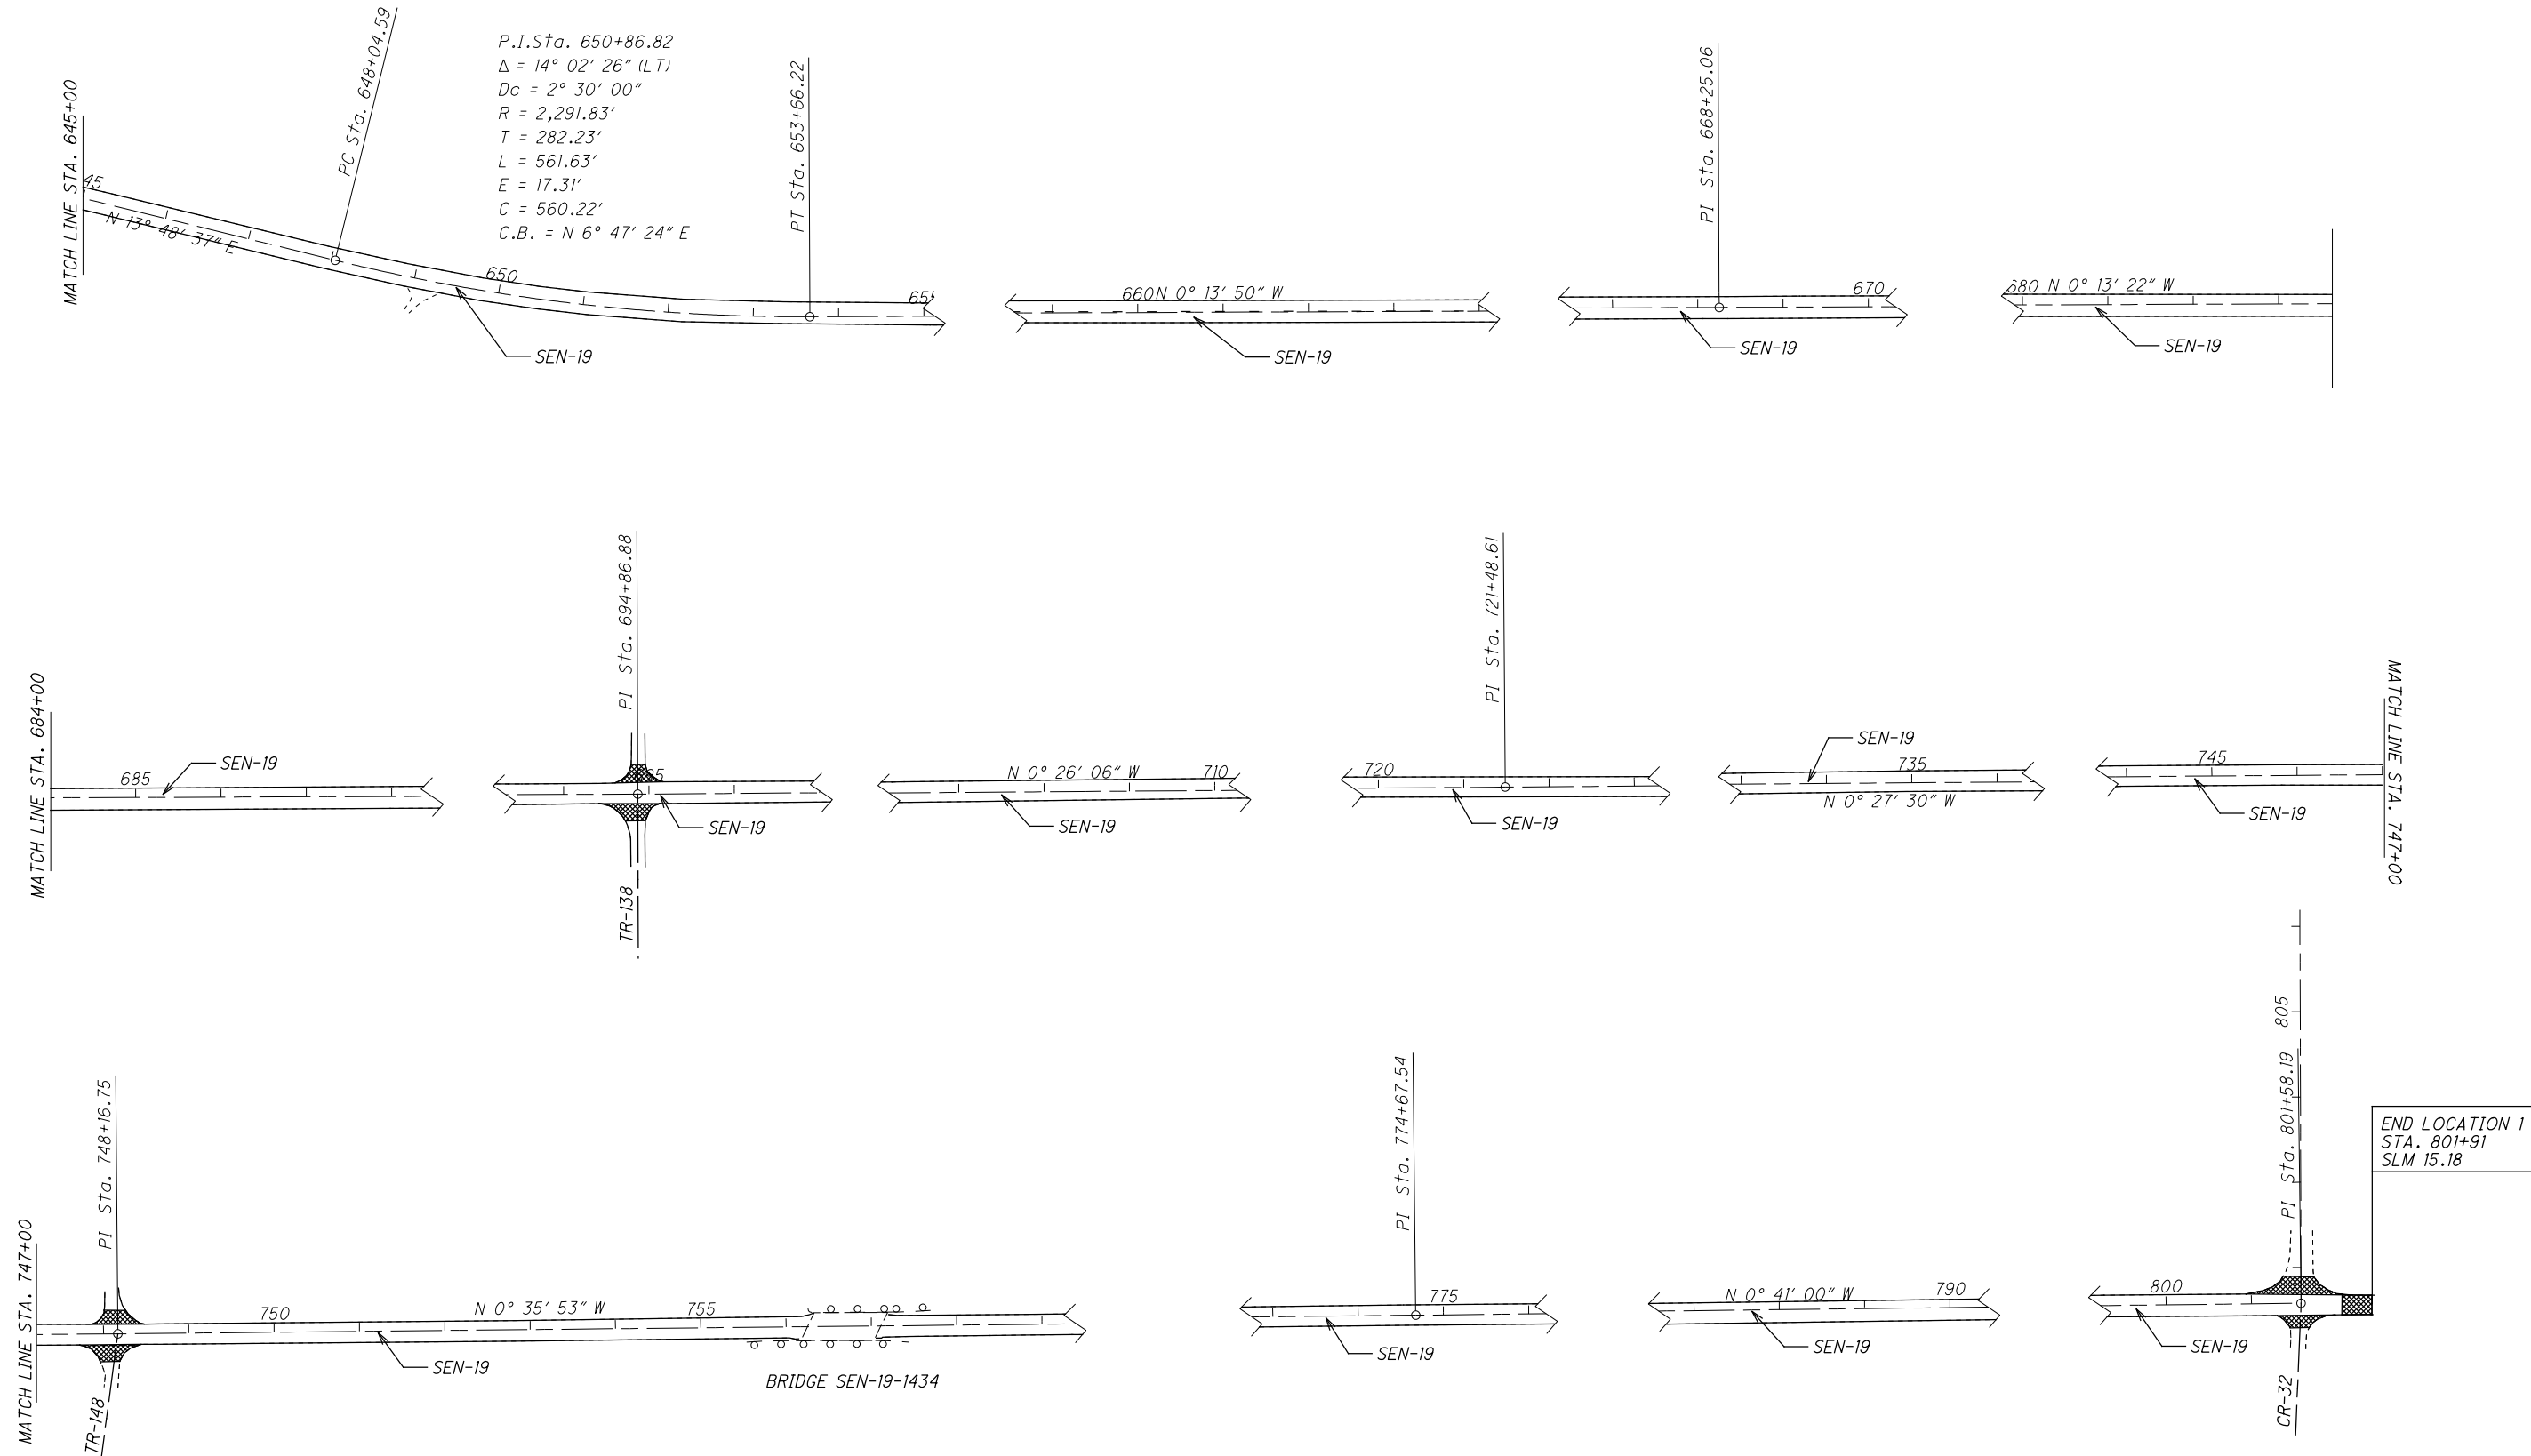 MATCH LINE STA. 645+00
45
N 13° 48' 37" E
PC Sta. 648+04.59
P.I.Sta. 650+86.82
Δ = 14° 02' 26" (LT)
Dc = 2° 30' 00"
R = 2,291.83'
T = 282.23'
L = 561.63'
E = 17.31'
C = 560.22'
C.B. = N 6° 47' 24" E
650
SEN-19
PT Sta. 653+66.22
660
N 0° 13' 50" W
SEN-19
PI Sta. 668+25.06
670
SEN-19
680
N 0° 13' 22" W
SEN-19
MATCH LINE STA. 684+00
685
SEN-19
PI Sta. 694+86.88
SEN-19
TR-138
N 0° 26' 06" W
710
SEN-19
720
PI Sta. 721+48.61
SEN-19
SEN-19
735
N 0° 27' 30" W
745
SEN-19
MATCH LINE STA. 747+00
MATCH LINE STA. 747+00
PI Sta. 748+16.75
TR-148
750
N 0° 35' 53" W
755
SEN-19
BRIDGE SEN-19-1434
PI Sta. 774+67.54
775
SEN-19
N 0° 41' 00" W
790
SEN-19
800
SEN-19
805
PI Sta. 801+58.19
CR-32
END LOCATION 1
STA. 801+91
SLM 15.18